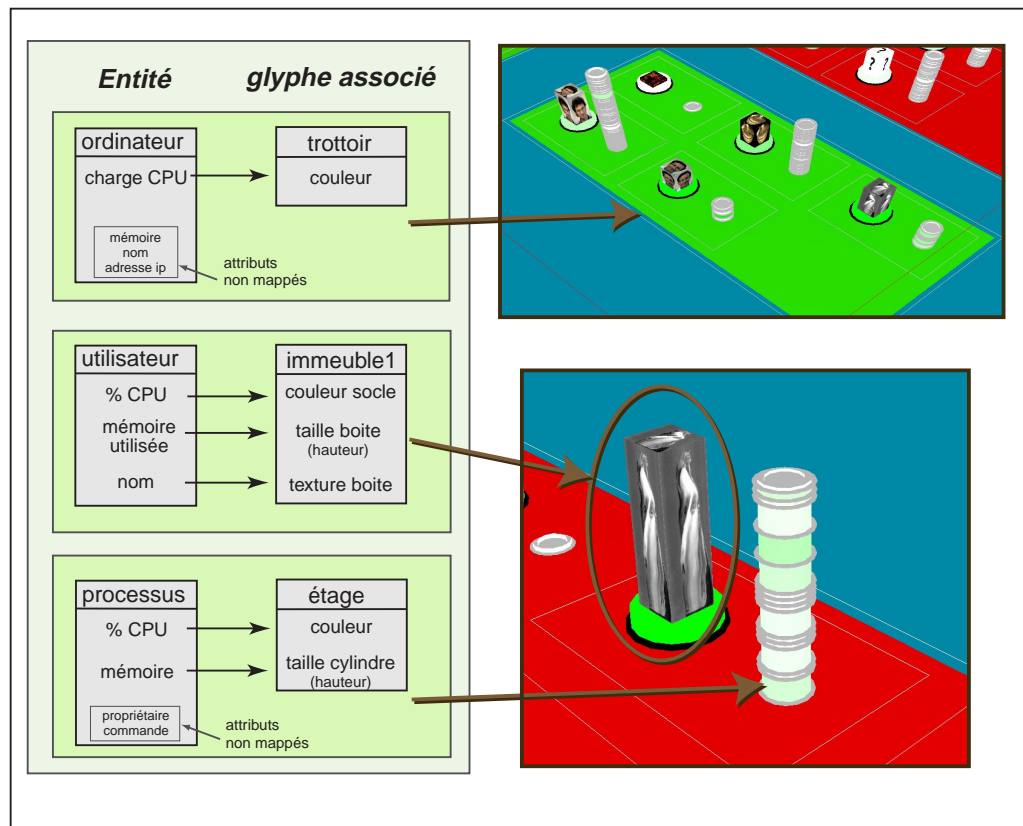 Entité glyphe associé
ordinateur
charge CPU
mémoire
nom
adresse ip
attributs
non mappés
trottoir
couleur
utilisateur
% CPU
mémoire
utilisée
nom
immeuble1
couleur socle
taille boite
(hauteur)
texture boite
processus
% CPU
mémoire
propriétaire
commande
attributs
non mappés
étage
couleur
taille cylindre
(hauteur)
? ? ?